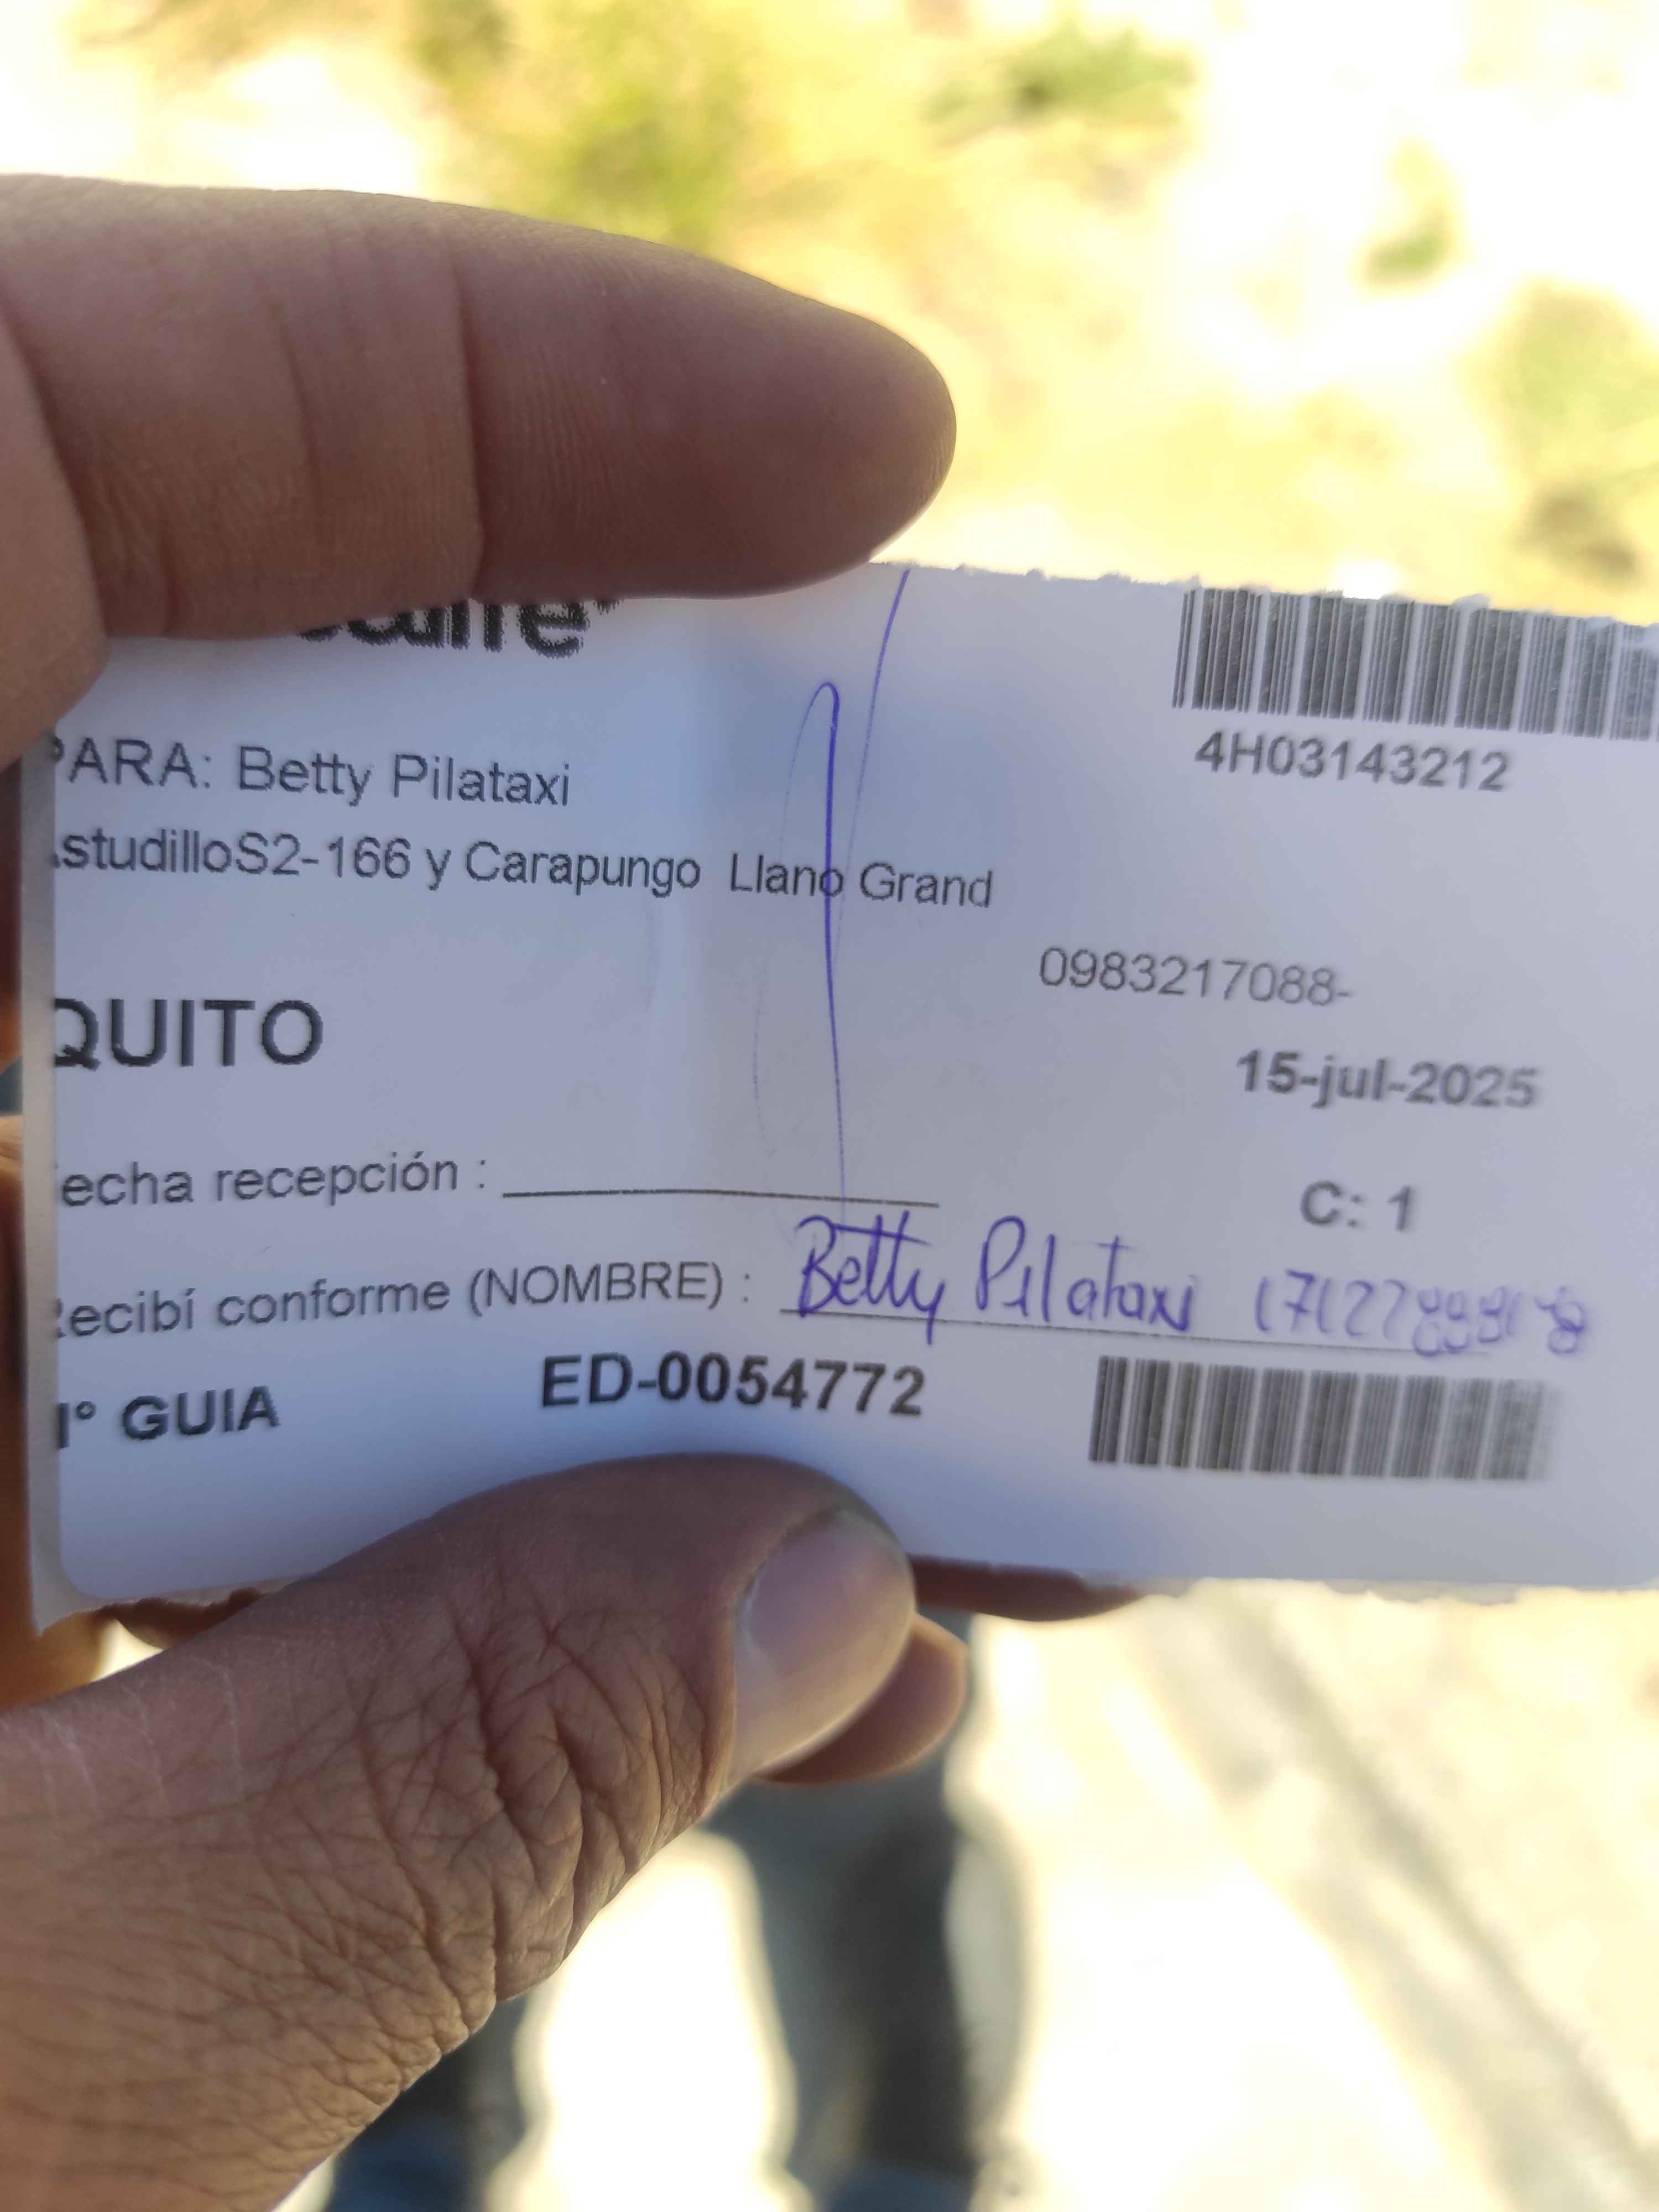 PARA: Betty Pilataxi
4H03143212
studilloS2-166 y Carapungo Llano Grand
0983217088-
QUITO
15-jul-2025
echa recepción :
C: 1
ecibí conforme (NOMBRE) : Betty Pilataxi
N° GUIA ED-0054772